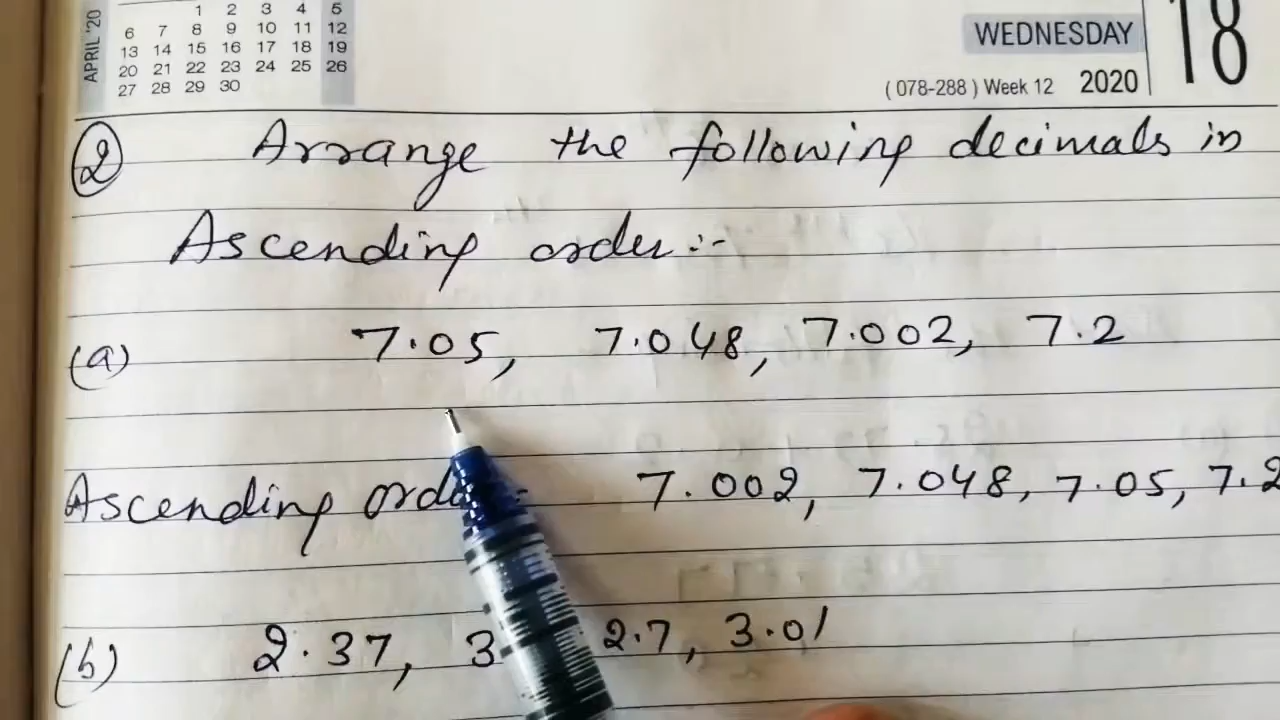 APRIL '20
1 2 3 4 5
6 7 8 9 10 11 12
13 14 15 16 17 18 19
20 21 22 23 24 25 26
27 28 29 30
WEDNESDAY 18
(078-288) Week 12 2020
② Arrange the following decimals in
Ascending order:-
(a) 7.05, 7.048, 7.002, 7.2
Ascending 7.002, 7.048, 7.05, 7.2
(b) 2.37, 3 2.7, 3.01